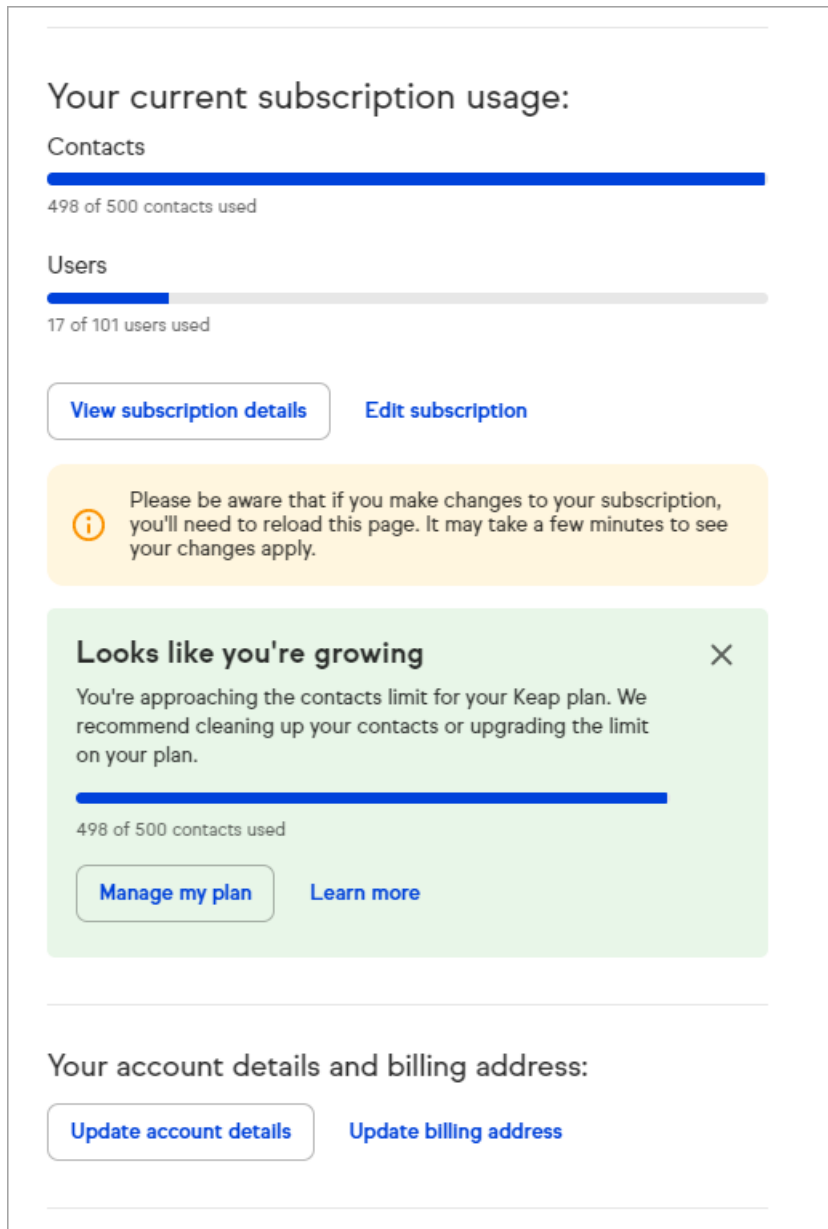 Your current subscription usage:
Contacts
498 of 500 contacts used
Users
17 of 101 users used
View subscription details
Edit subscription
Please be aware that if you make changes to your subscription,
you'll need to reload this page. It may take a few minutes to see
your changes apply.
Looks like you're growing
You're approaching the contacts limit for your Keap plan. We
recommend cleaning up your contacts or upgrading the limit
on your plan.
498 of 500 contacts used
Manage my plan
Learn more
Your account details and billing address:
Update account details
Update billing address